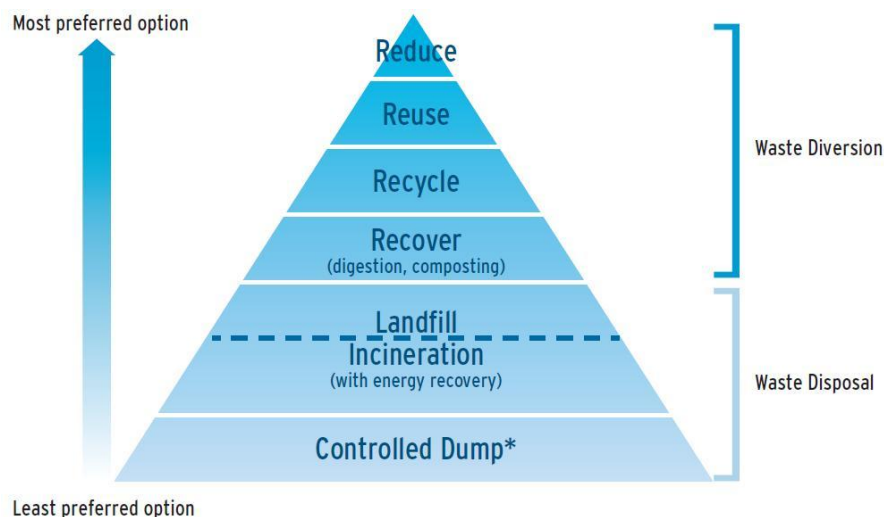 Most preferred option
Reduce
Reuse
Recycle
Recover
(digestion, composting)
Landfill
Incineration
(with energy recovery)
Controlled Dump*
Least preferred option
Waste Diversion
Waste Disposal